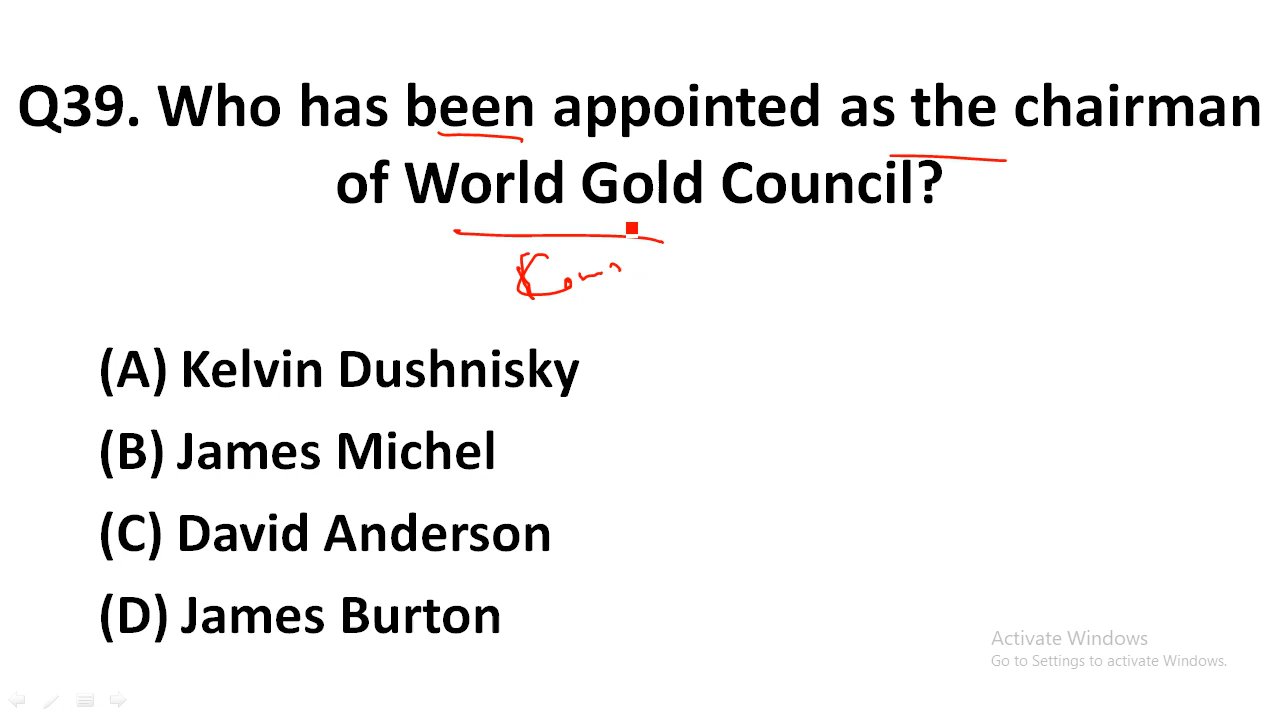 Q39. Who has been appointed as the chairman
of World Gold Council?
(A) Kelvin Dushnisky
(B) James Michel
(C) David Anderson
(D) James Burton
Activate Windows
Go to Settings to activate Windows.